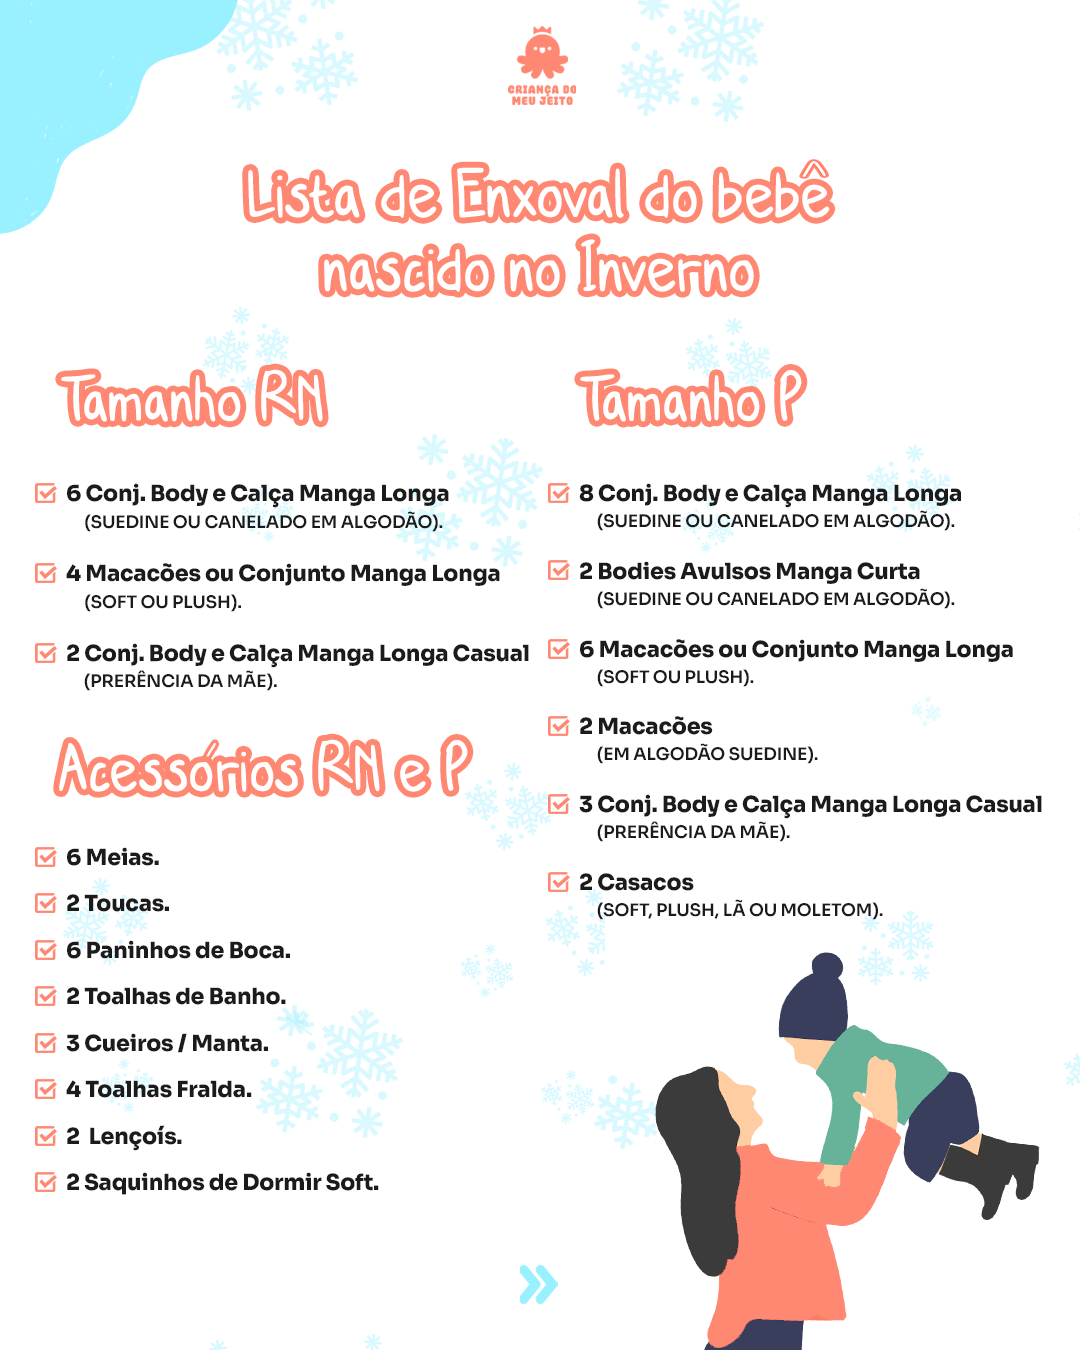 CRIANÇA DO
MEU JEITO
Lista de Enxoval do bebê
nascido no Inverno
Tamanho RN
6 Conj. Body e Calça Manga Longa
(SUEDINE OU CANELADO EM ALGODÃO).
4 Macacões ou Conjunto Manga Longa
(SOFT OU PLUSH).
2 Conj. Body e Calça Manga Longa Casual
(PRERÊNCIA DA MÃE).
Acessórios RN e P
6 Meias.
2 Toucas.
6 Paninhos de Boca.
2 Toalhas de Banho.
3 Cueiros / Manta.
4 Toalhas Fralda.
2 Lençoís.
2 Saquinhos de Dormir Soft.
Tamanho P
8 Conj. Body e Calça Manga Longa
(SUEDINE OU CANELADO EM ALGODÃO).
2 Bodies Avulsos Manga Curta
(SUEDINE OU CANELADO EM ALGODÃO).
6 Macacões ou Conjunto Manga Longa
(SOFT OU PLUSH).
2 Macacões
(EM ALGODÃO SUEDINE).
3 Conj. Body e Calça Manga Longa Casual
(PRERÊNCIA DA MÃE).
2 Casacos
(SOFT, PLUSH, LÃ OU MOLETOM).